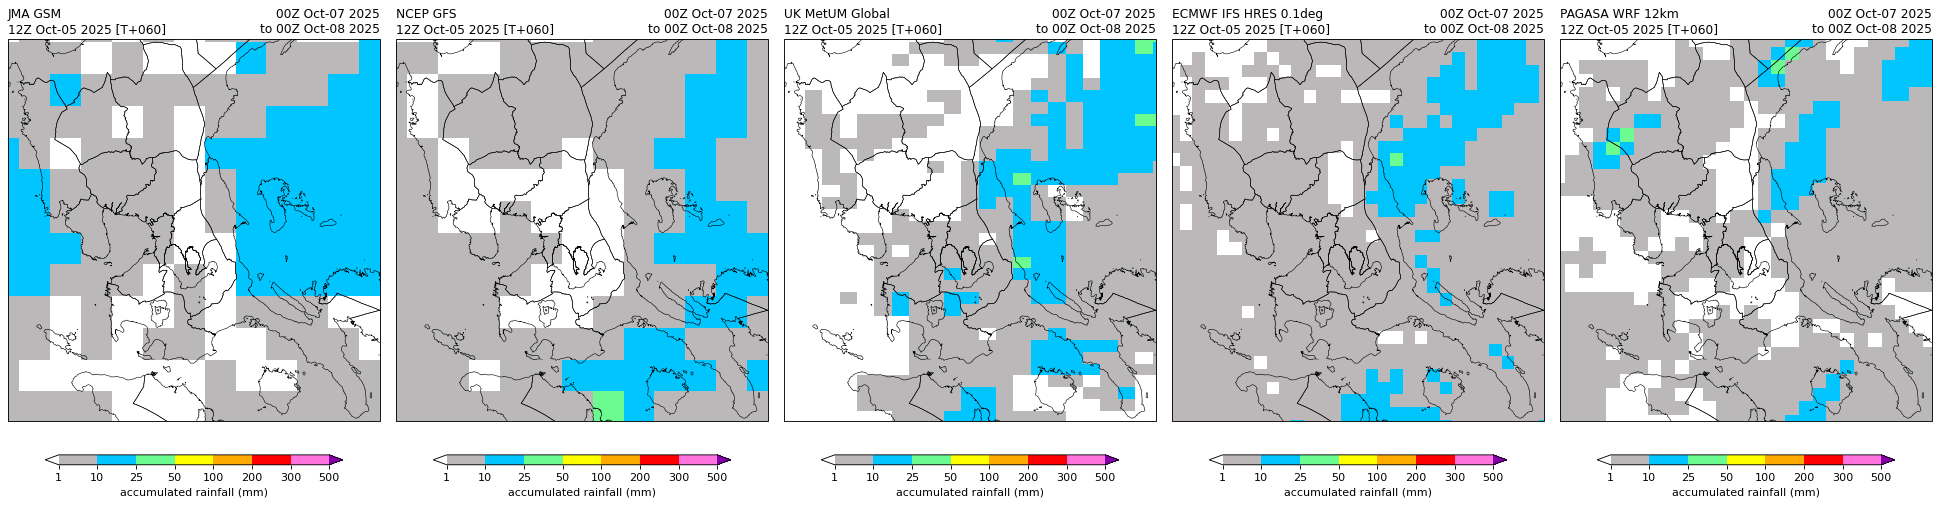 JMA GSM 00Z Oct-07 2025
12Z Oct-05 2025 [T+060] to 00Z Oct-08 2025
1 10 25 50 100 200 300 500
accumulated rainfall (mm)
NCEP GFS 00Z Oct-07 2025
12Z Oct-05 2025 [T+060] to 00Z Oct-08 2025
1 10 25 50 100 200 300 500
accumulated rainfall (mm)
UK MetUM Global 00Z Oct-07 2025
12Z Oct-05 2025 [T+060] to 00Z Oct-08 2025
1 10 25 50 100 200 300 500
accumulated rainfall (mm)
ECMWF IFS HRES 0.1deg 00Z Oct-07 2025
12Z Oct-05 2025 [T+060] to 00Z Oct-08 2025
1 10 25 50 100 200 300 500
accumulated rainfall (mm)
PAGASA WRF 12km 00Z Oct-07 2025
12Z Oct-05 2025 [T+060] to 00Z Oct-08 2025
1 10 25 50 100 200 300 500
accumulated rainfall (mm)